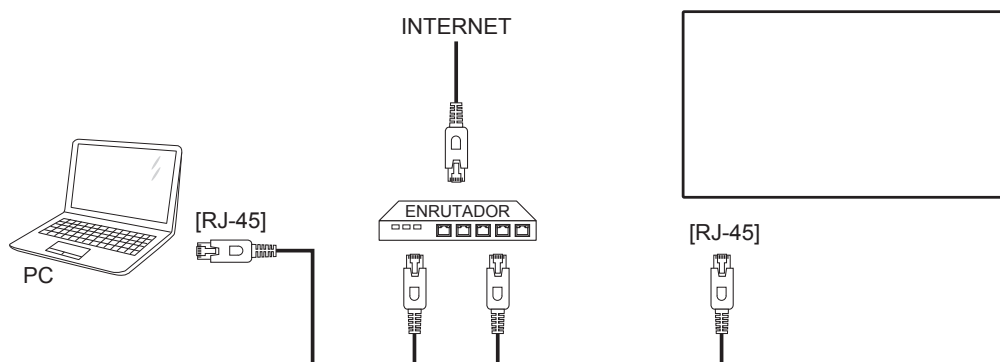 INTERNET
ENRUTADOR
[RJ-45]
[RJ-45]
PC